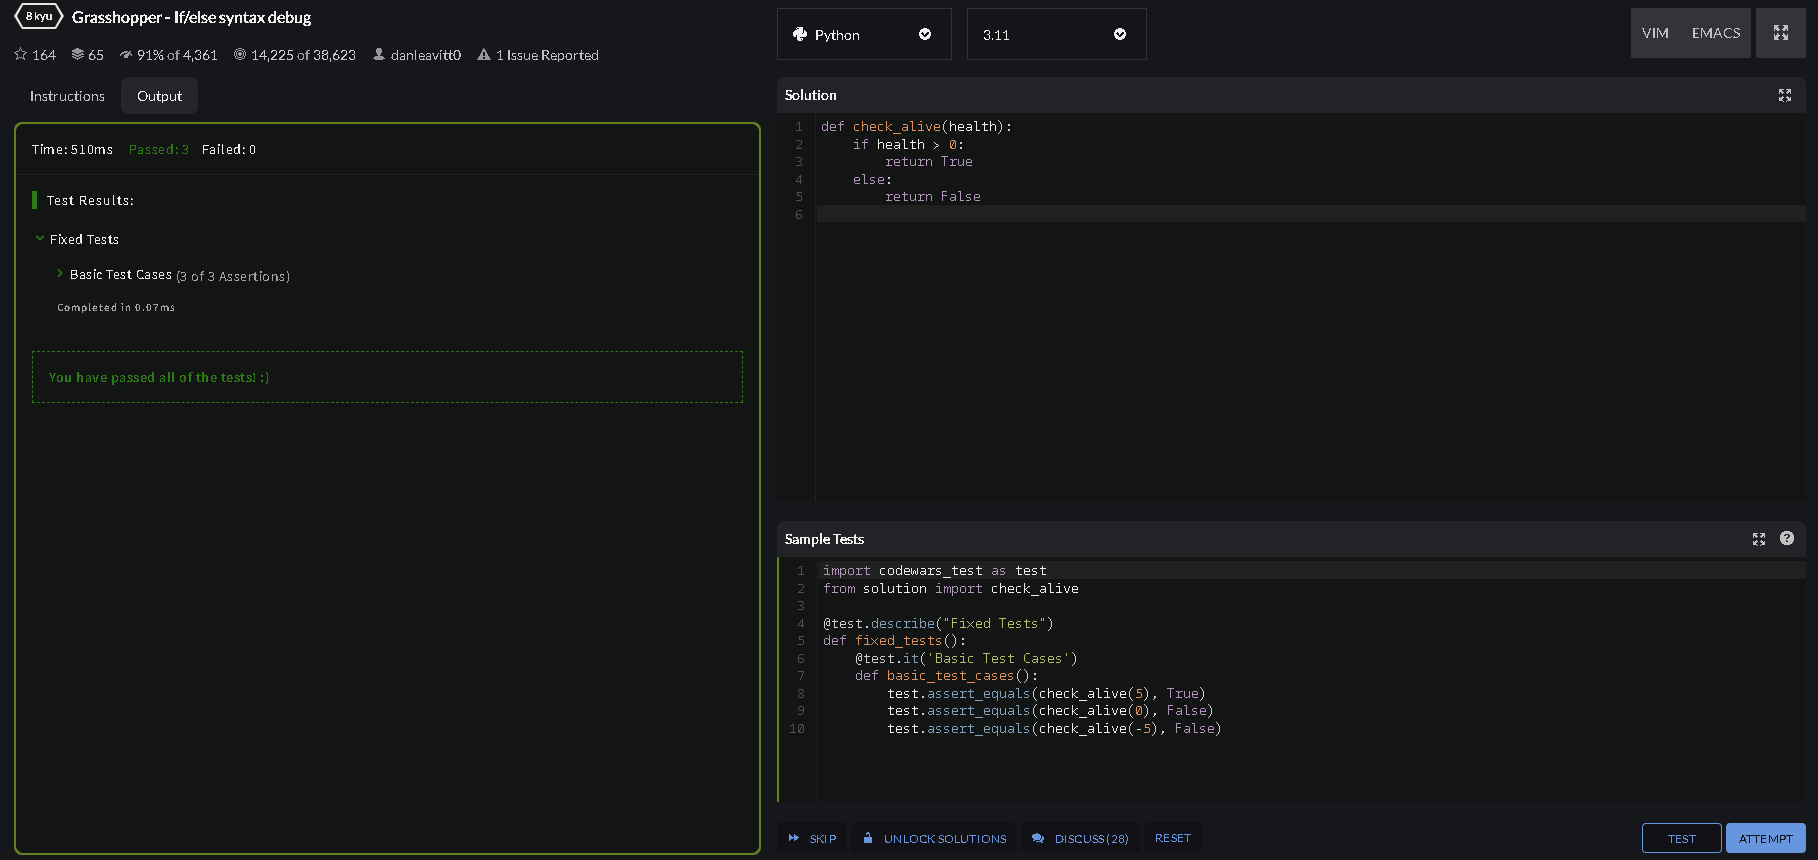 8 kyu Grasshopper - If/else syntax debug
164 65 91% of 4,361 14,225 of 38,623 danleavitt0 1 Issue Reported
Instructions Output
Time: 510ms Passed: 3 Failed: 0
Test Results:
Fixed Tests
Basic Test Cases (3 of 3 Assertions)
Completed in 0.07ms
You have passed all of the tests! :)
Python 3.11 VIM EMACS
Solution
1 def check_alive(health):
2 if health > 0:
3 return True
4 else:
5 return False
6
Sample Tests
1 import codewars_test as test
2 from solution import check_alive
3
4 @test.describe("Fixed Tests")
5 def fixed_tests():
6 @test.it('Basic Test Cases')
7 def basic_test_cases():
8 test.assert_equals(check_alive(5), True)
9 test.assert_equals(check_alive(0), False)
10 test.assert_equals(check_alive(-5), False)
SKIP UNLOCK SOLUTIONS DISCUSS (28) RESET TEST ATTEMPT